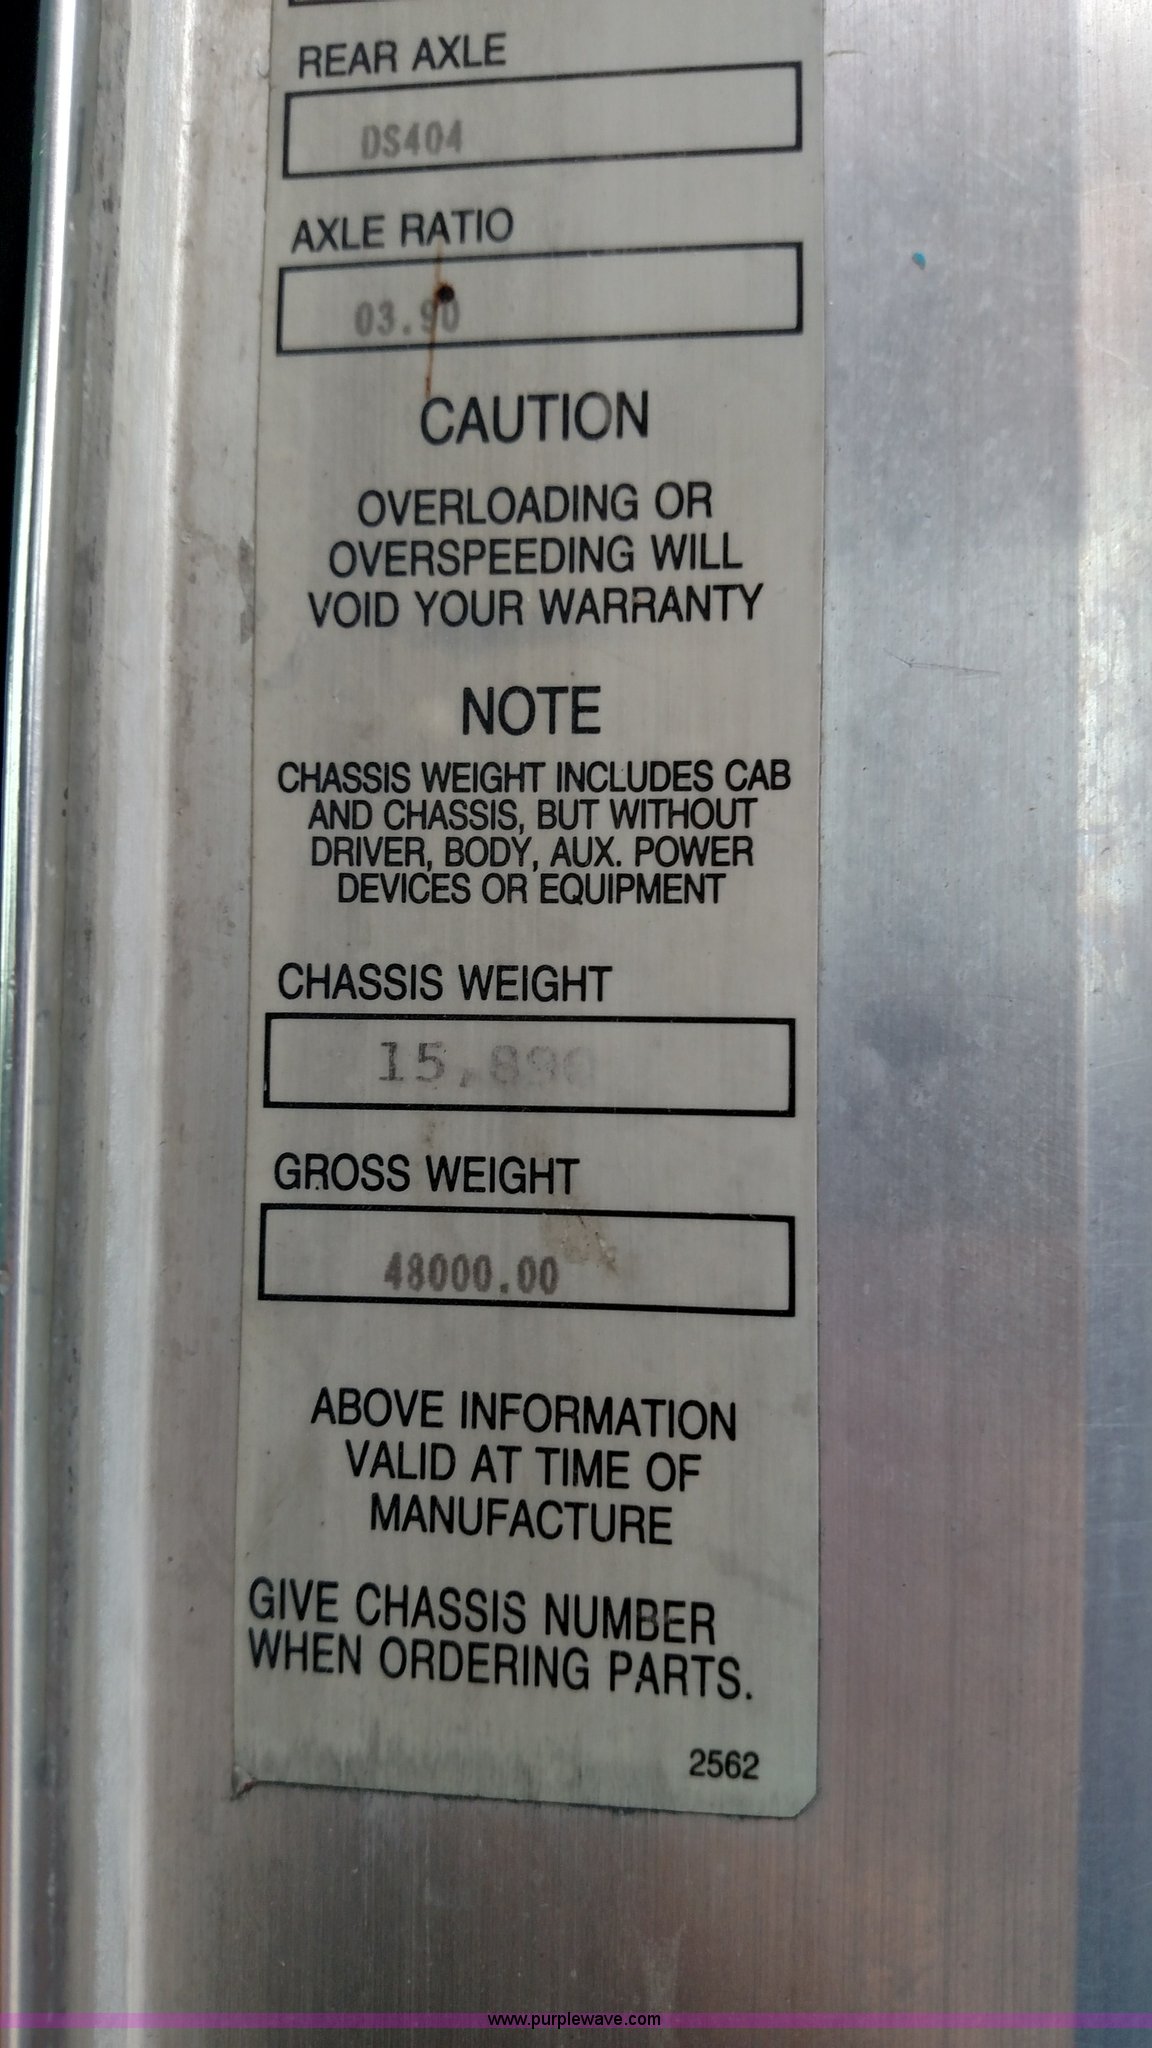 REAR AXLE
DS404
AXLE RATIO
03.90
CAUTION
OVERLOADING OR
OVERSPEEDING WILL
VOID YOUR WARRANTY
NOTE
CHASSIS WEIGHT INCLUDES CAB
AND CHASSIS, BUT WITHOUT
DRIVER, BODY, AUX. POWER
DEVICES OR EQUIPMENT
CHASSIS WEIGHT
15,890
GROSS WEIGHT
48000.00
ABOVE INFORMATION
VALID AT TIME OF
MANUFACTURE
GIVE CHASSIS NUMBER
WHEN ORDERING PARTS.
2562
www.purplewave.com